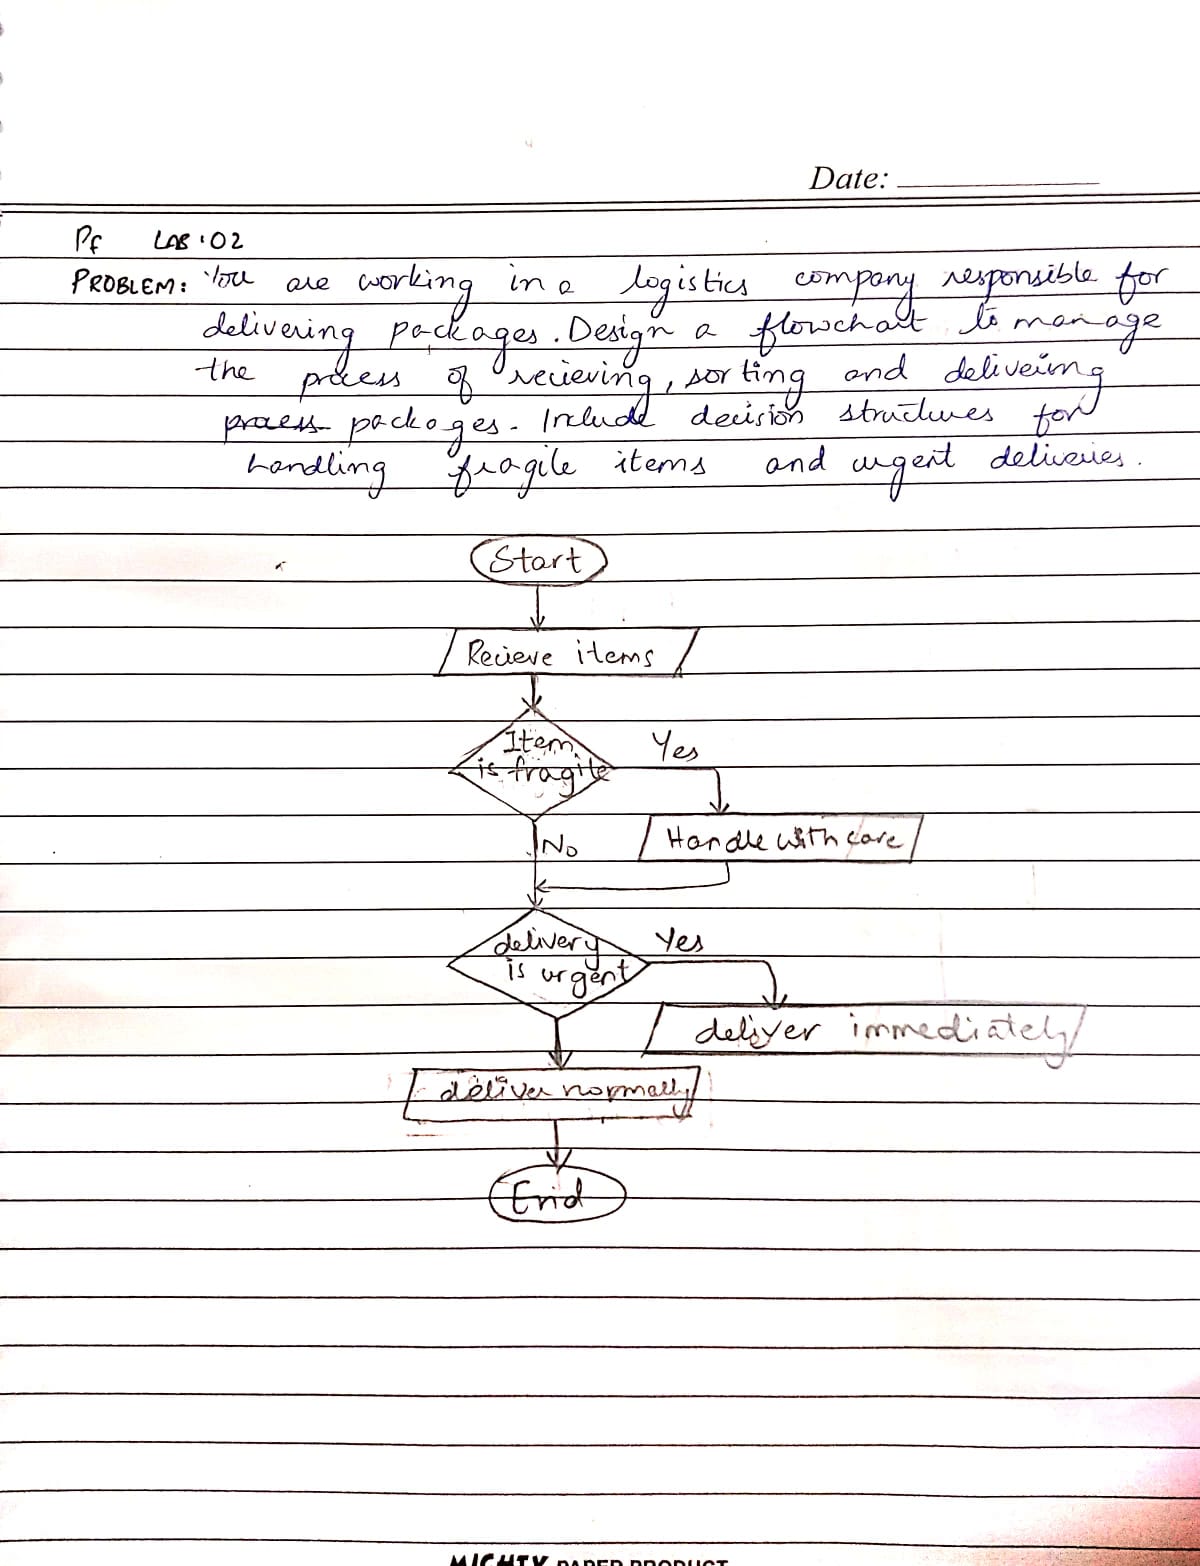 Date:
Pf LAB : 02
PROBLEM: You are working in a logistics company responsible for
delivering packages. Design a flowchart to manage
the process of recieving, sorting and delivering
process packages. Include decision structures for
handling fragile items and urgent deliveries.
Start
Recieve items
Item
is fragile
Yes
No
Handle with care
delivery
is urgent
Yes
deliver immediately
deliver normally
End
MIGHTY PAPER PRODUCT